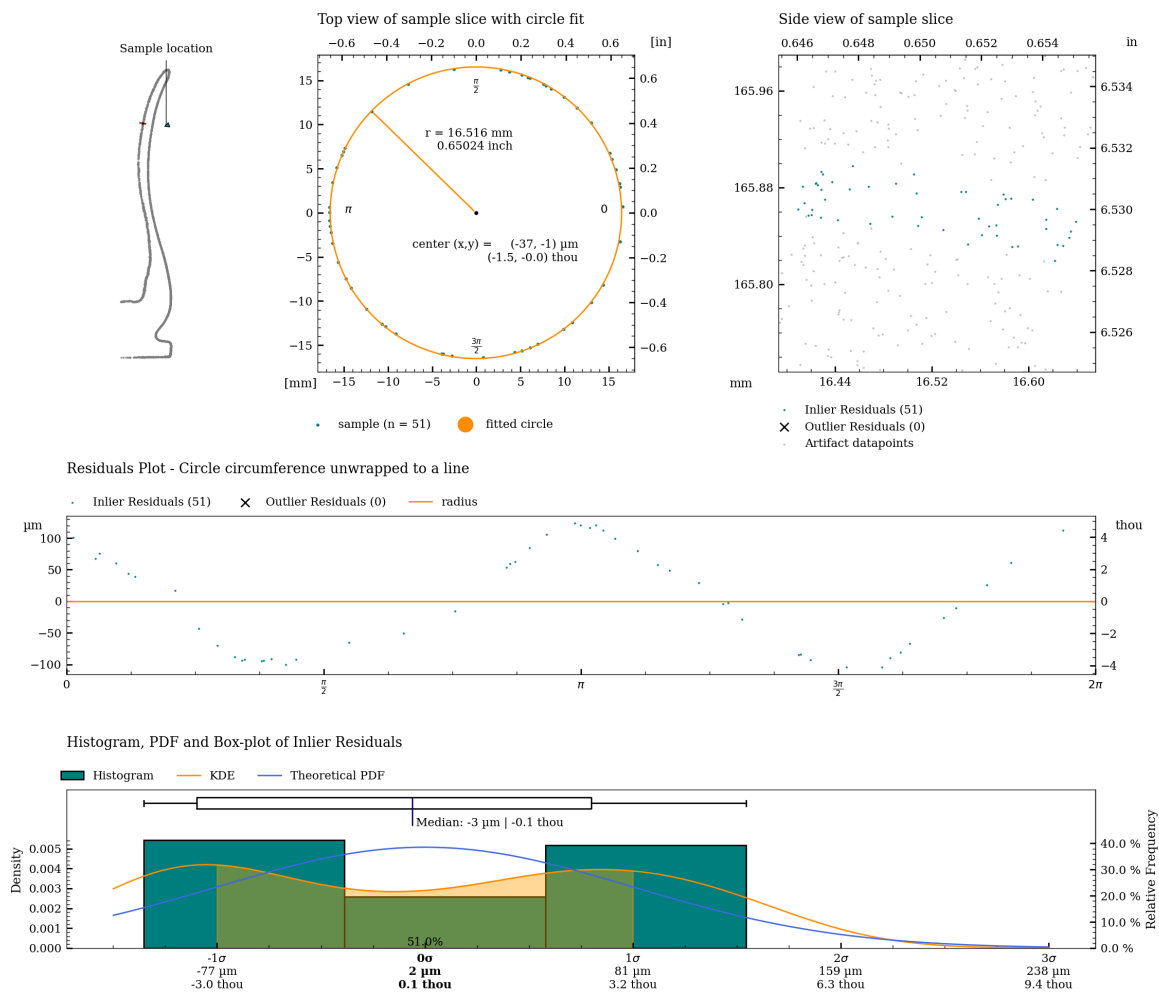 Sample location
Top view of sample slice with circle fit
−0.6 −0.4 −0.2 0.0 0.2 0.4 0.6 [in]
15
10
5
0
−5
−10
−15
0.6
0.4
0.2
0.0
−0.2
−0.4
−0.6
π/2
r = 16.516 mm
0.65024 inch
π
0
center (x,y) = (-37, -1) µm
(-1.5, -0.0) thou
3π/2
[mm] −15 −10 −5 0 5 10 15
sample (n = 51) fitted circle
Side view of sample slice
0.646 0.648 0.650 0.652 0.654 in
165.96
165.88
165.80
6.534
6.532
6.530
6.528
6.526
mm 16.44 16.52 16.60
Inlier Residuals (51)
Outlier Residuals (0)
Artifact datapoints
Residuals Plot - Circle circumference unwrapped to a line
Inlier Residuals (51) Outlier Residuals (0) radius
µm thou
100
50
0
−50
−100
4
2
0
−2
−4
0 π/2 π 3π/2 2π
Histogram, PDF and Box-plot of Inlier Residuals
Histogram KDE Theoretical PDF
Median: -3 µm | -0.1 thou
Density
0.005
0.004
0.003
0.002
0.001
0.000
40.0 %
30.0 %
20.0 %
10.0 %
0.0 %
Relative Frequency
51.0%
-1σ 0σ 1σ 2σ 3σ
-77 µm 2 µm 81 µm 159 µm 238 µm
-3.0 thou 0.1 thou 3.2 thou 6.3 thou 9.4 thou